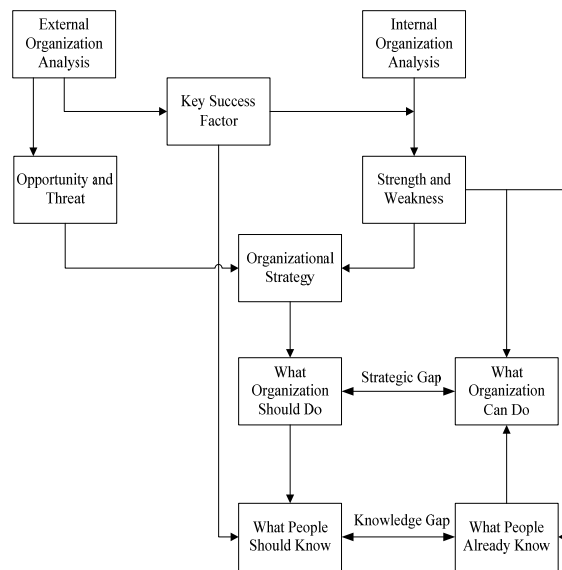 External
Organization
Analysis
Internal
Organization
Analysis
Key Success
Factor
Opportunity and
Threat
Strength and
Weakness
Organizational
Strategy
What
Organization
Should Do
Strategic Gap
What
Organization
Can Do
What People
Should Know
Knowledge Gap
What People
Already Know